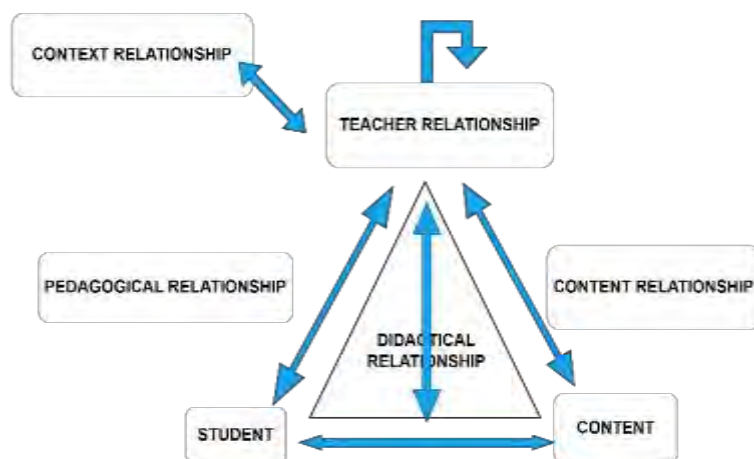 CONTEXT RELATIONSHIP
TEACHER RELATIONSHIP
PEDAGOGICAL RELATIONSHIP
CONTENT RELATIONSHIP
DIDACTICAL
RELATIONSHIP
STUDENT
CONTENT